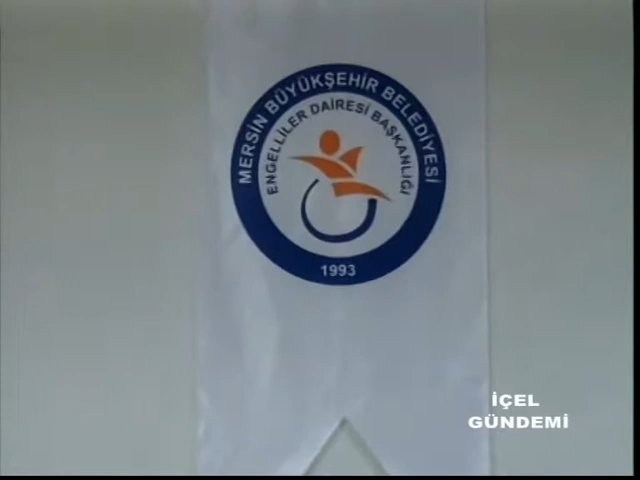 MERSİN BÜYÜKŞEHİR BELEDİYESİ
ENGELLİLER DAİRESİ BAŞKANLIĞI
1993
İÇEL
GÜNDEMİ